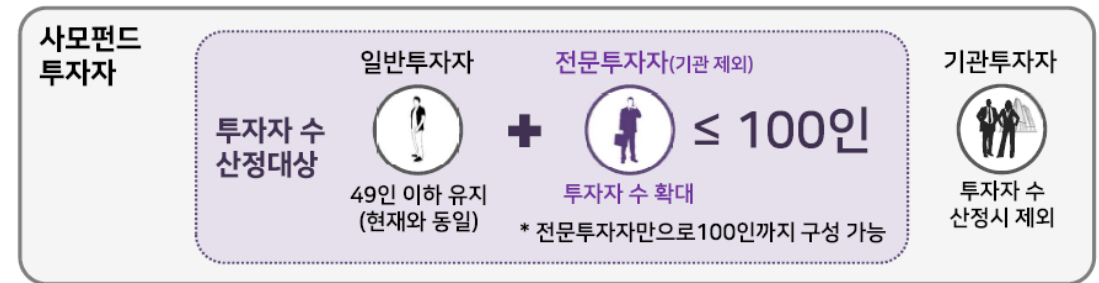 사모펀드
투자자
투자자 수
산정대상
일반투자자
49인 이하 유지
(현재와 동일)
+
전문투자자(기관 제외)
투자자 수 확대
≤ 100인
* 전문투자자만으로100인까지 구성 가능
기관투자자
투자자 수
산정시 제외